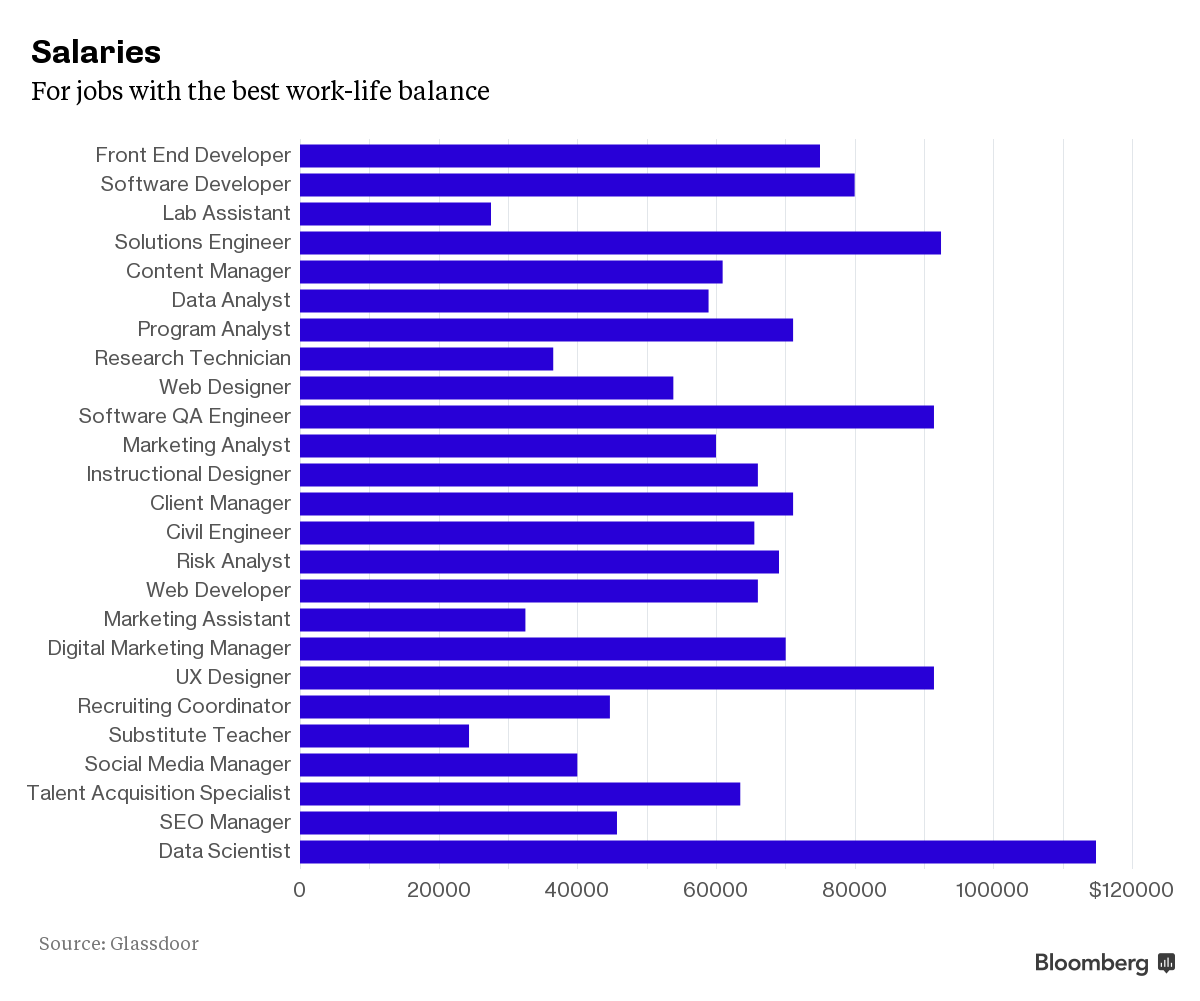 Salaries
For jobs with the best work-life balance
Front End Developer
Software Developer
Lab Assistant
Solutions Engineer
Content Manager
Data Analyst
Program Analyst
Research Technician
Web Designer
Software QA Engineer
Marketing Analyst
Instructional Designer
Client Manager
Civil Engineer
Risk Analyst
Web Developer
Marketing Assistant
Digital Marketing Manager
UX Designer
Recruiting Coordinator
Substitute Teacher
Social Media Manager
Talent Acquisition Specialist
SEO Manager
Data Scientist
0 20000 40000 60000 80000 100000 $120000
Source: Glassdoor
Bloomberg